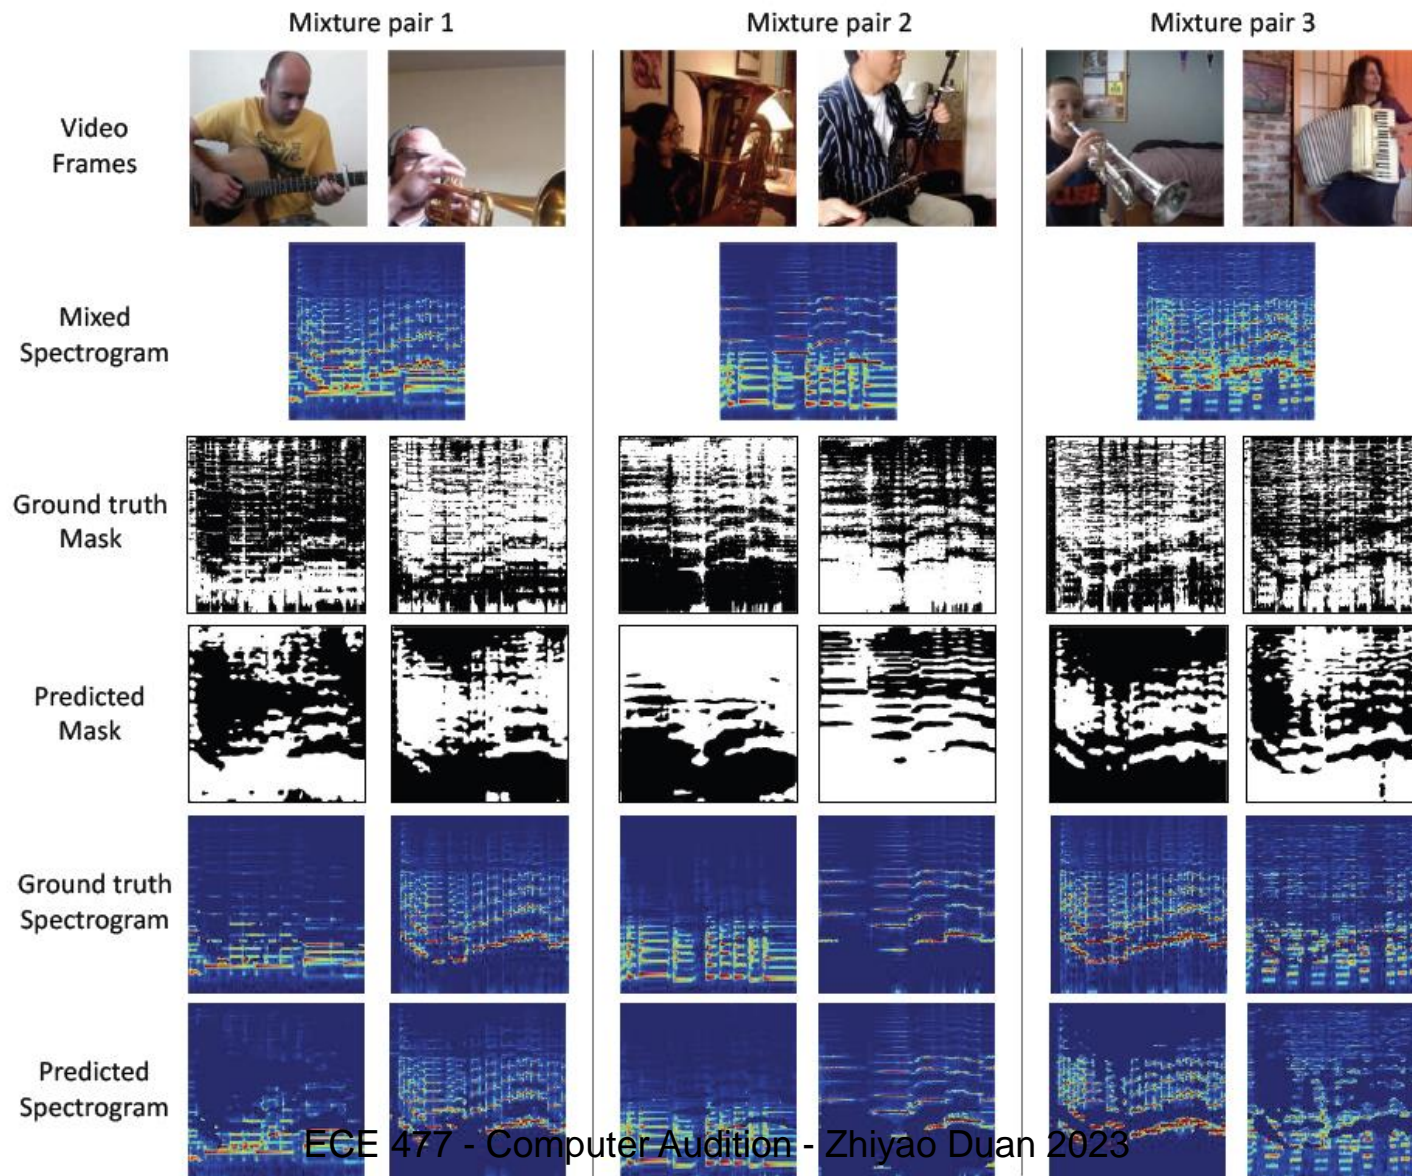 Mixture pair 1
Mixture pair 2
Mixture pair 3
Video
Frames
Mixed
Spectrogram
Ground truth
Mask
Predicted
Mask
Ground truth
Spectrogram
Predicted
Spectrogram
ECE 477 - Computer Audition - Zhiyao Duan 2023